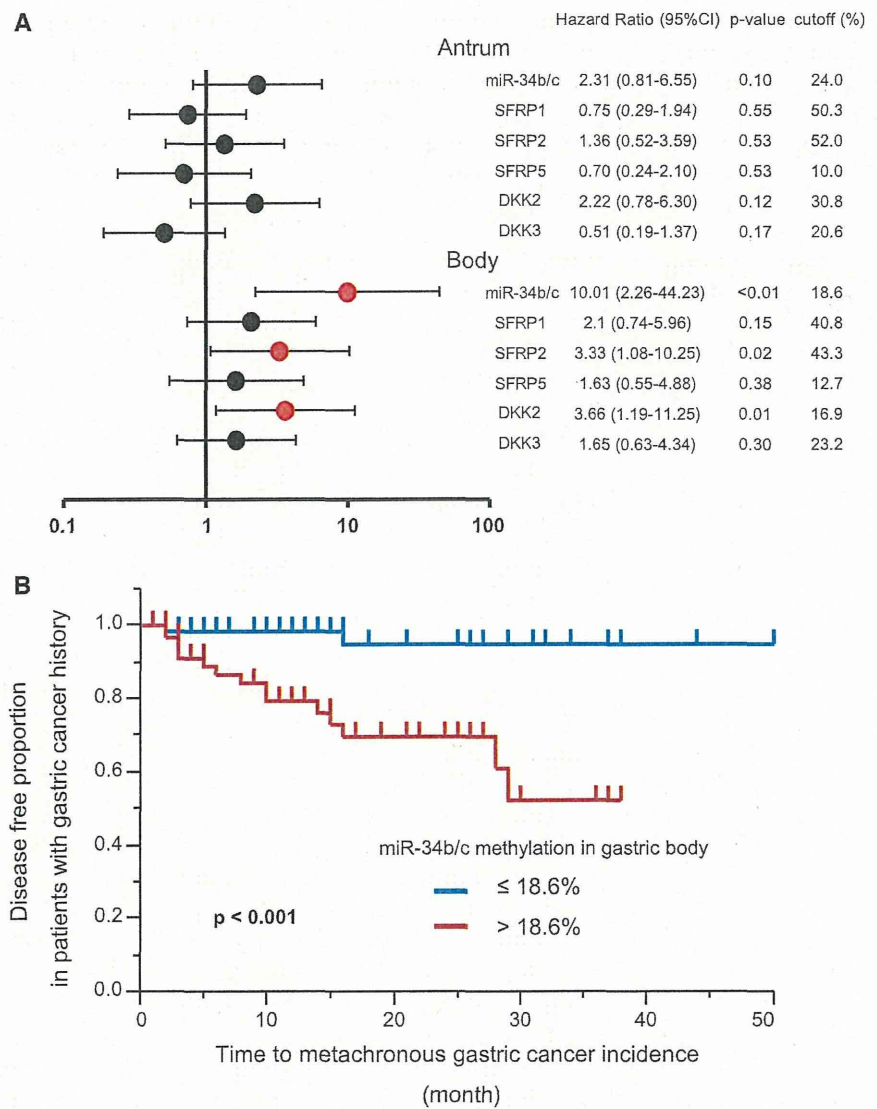 A
Hazard Ratio (95%CI) p-value cutoff (%)
Antrum
miR-34b/c 2.31 (0.81-6.55) 0.10 24.0
SFRP1 0.75 (0.29-1.94) 0.55 50.3
SFRP2 1.36 (0.52-3.59) 0.53 52.0
SFRP5 0.70 (0.24-2.10) 0.53 10.0
DKK2 2.22 (0.78-6.30) 0.12 30.8
DKK3 0.51 (0.19-1.37) 0.17 20.6
Body
miR-34b/c 10.01 (2.26-44.23) <0.01 18.6
SFRP1 2.1 (0.74-5.96) 0.15 40.8
SFRP2 3.33 (1.08-10.25) 0.02 43.3
SFRP5 1.63 (0.55-4.88) 0.38 12.7
DKK2 3.66 (1.19-11.25) 0.01 16.9
DKK3 1.65 (0.63-4.34) 0.30 23.2
0.1 1 10 100
B
Disease free proportion
in patients with gastric cancer history
1.0
0.8
0.6
0.4
0.2
0.0
miR-34b/c methylation in gastric body
≤ 18.6%
> 18.6%
p < 0.001
0 10 20 30 40 50
Time to metachronous gastric cancer incidence
(month)